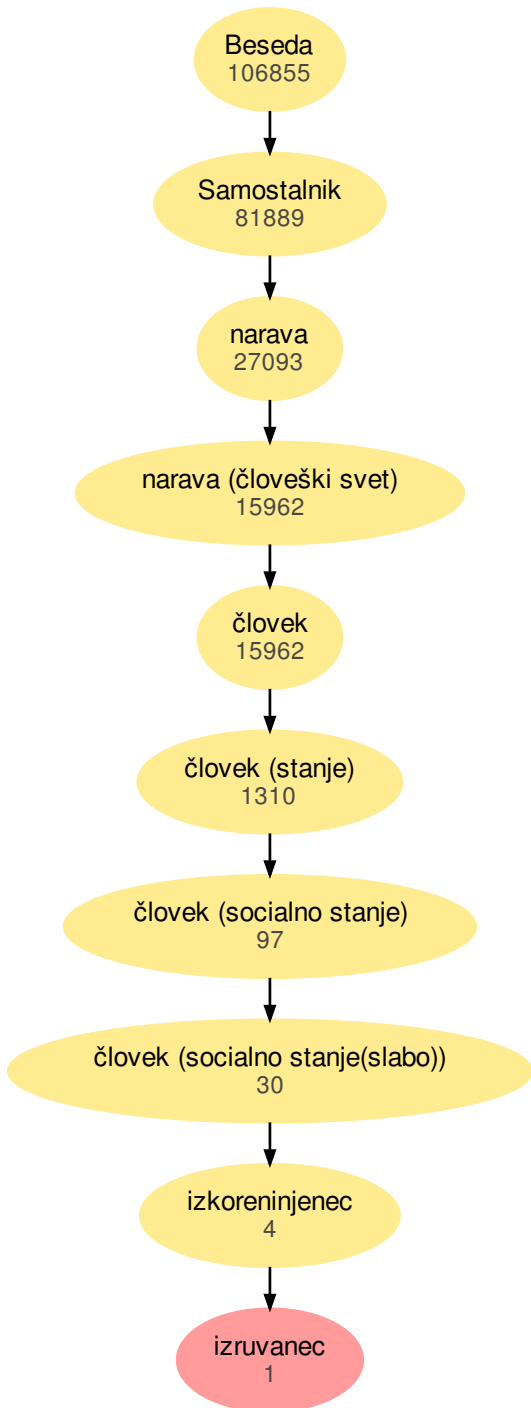 Beseda
106855
Samostalnik
81889
narava
27093
narava (človeški svet)
15962
človek
15962
človek (stanje)
1310
človek (socialno stanje)
97
človek (socialno stanje(slabo))
30
izkoreninjenec
4
izruvanec
1